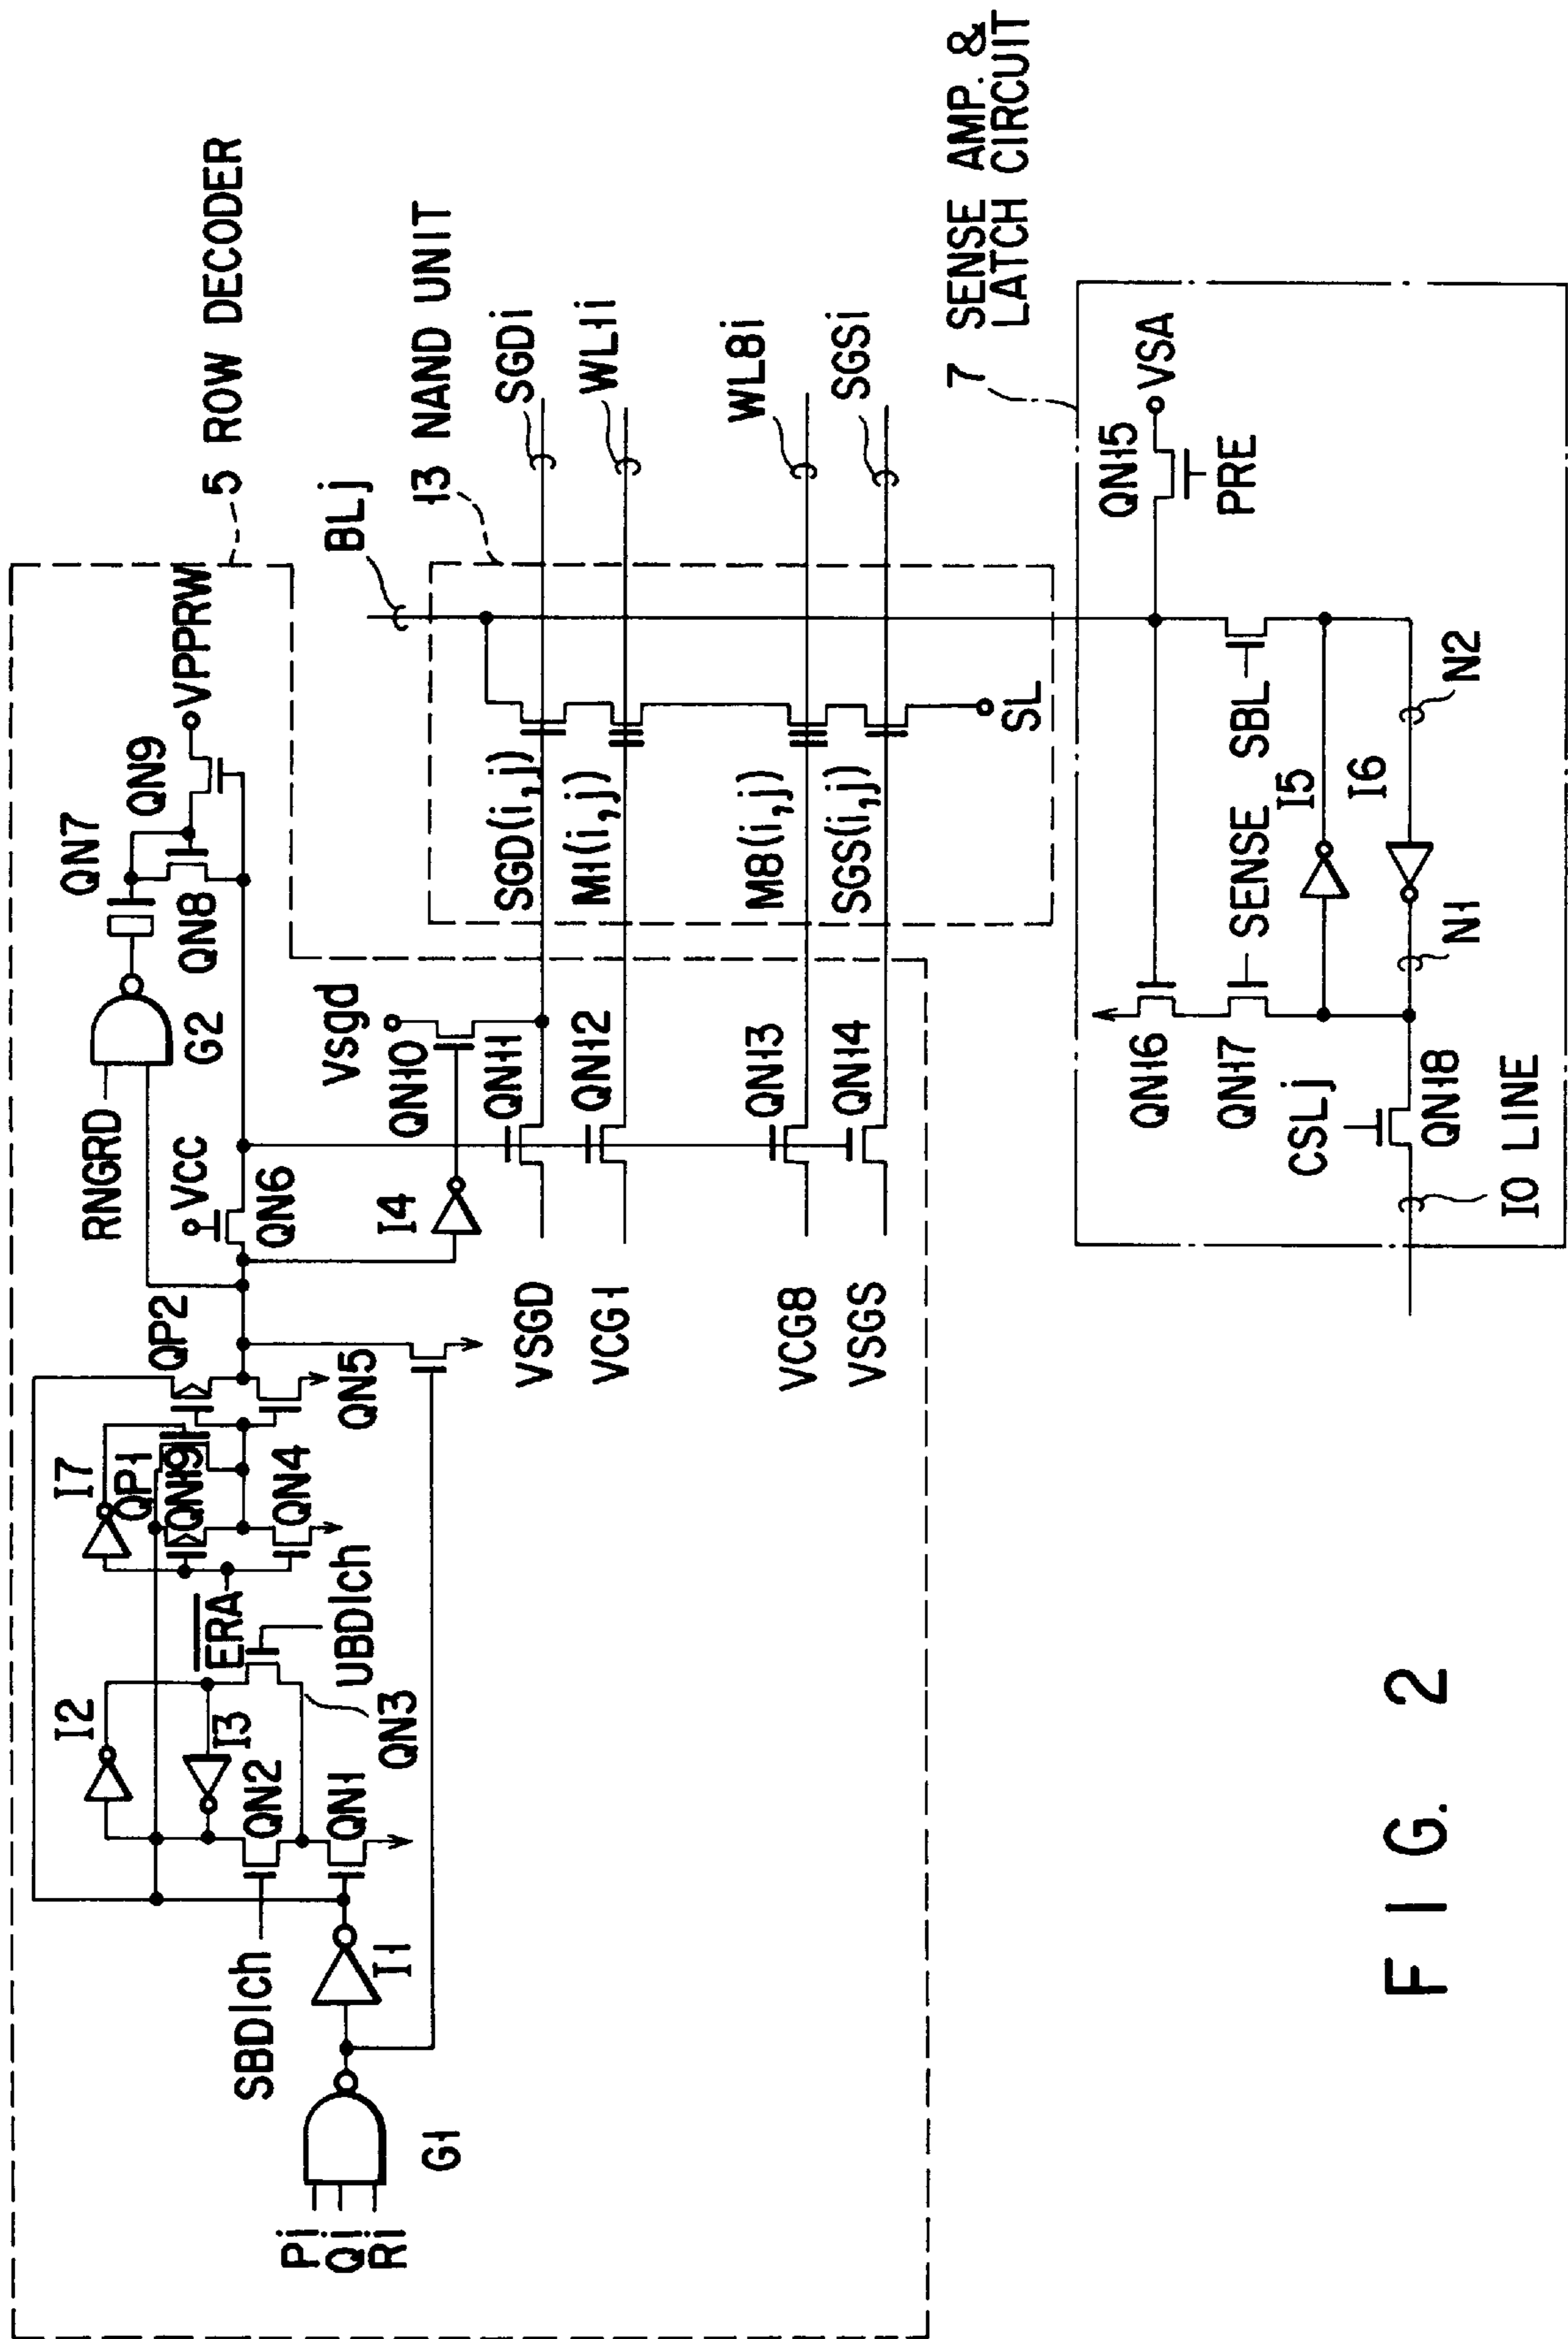 5 ROW DECODER
RNGRD
G2
QN7
QN8
QN9
VPPRW
I2
I3
SBDlch
QN2
QN1
QN3
UBDlch
ERA
I7
QP1
QN19
QN4
QP2
QN5
VCC
QN6
I4
Pi
Qi
Ri
G1
I1
Vsgd
QN10
QN11
QN12
QN13
QN14
VSGD
VCG1
VCG8
VSGS
BLj
13 NAND UNIT
SGD(i,j)
M1(i,j)
M8(i,j)
SGS(i,j)
SL
SGDi
WL1i
WL8i
SGSi
7 SENSE AMP. &
LATCH CIRCUIT
QN15
VSA
PRE
QN16
QN17
SENSE
SBL
I5
I6
N1
N2
CSLj
QN18
IO LINE
FIG. 2